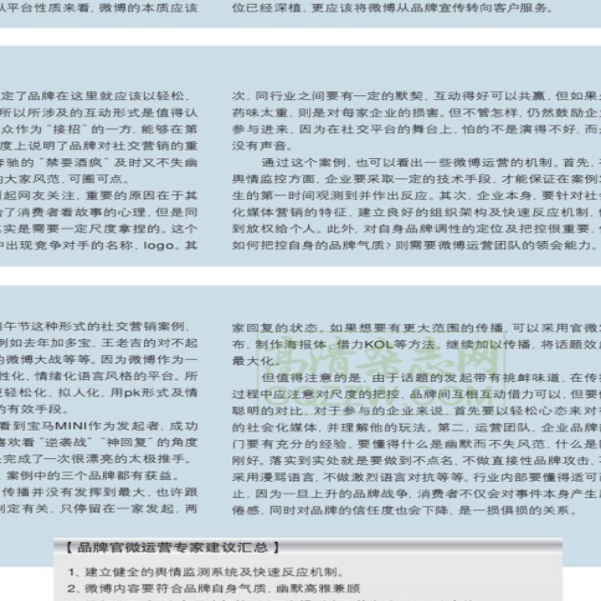 从平台性质来看，微博的本质应该
位已经深植，更应该将微博从品牌宣传转向客户服务。
定了品牌在这里就应该以轻松、
所以所涉及的互动形式是值得认
众作为“接招”的一方，能够在第
度上说明了品牌对社交营销的重
奔驰的“禁耍酒疯”及时又不失幽
的大家风范，可圈可点。
引起网友关注，重要的原因在于其
合了消费者看故事的心理，但是同
其实是需要一定尺度拿捏的。这个
中出现竞争对手的名称、logo。其
次，同行业之间要有一定的默契，互动得好可以共赢，但如果火
药味太重，则是对每家企业的损害。但不管怎样，仍然鼓励企业
参与进来，因为在社交平台的舞台上，怕的不是演得不好，而是
没有声音。
通过这个案例，也可以看出一些微博运营的机制。首先，在
舆情监控方面，企业要采取一定的技术手段，才能保证在案例发
生的第一时间观测到并作出反应。其次，企业本身，要针对社会
化媒体营销的特征，建立良好的组织架构及快速反应机制，做
到放权给个人。此外，对自身品牌调性的定位及把控很重要，
如何把控自身的品牌气质？则需要微博运营团队的领会能力。
端午节这种形式的社交营销案例，
例如去年加多宝、王老吉的对不起
的微博大战等等。因为微博作为一
性化、情绪化语言风格的平台。所
更轻松化、拟人化，用pk形式及情
的有效手段。
看到宝马MINI作为发起者，成功
喜欢看“逆袭战”“神回复”的角度
是完成了一次很漂亮的太极推手。
，案例中的三个品牌都有获益。
传播并没有发挥到最大，也许跟
制定有关，只停留在一家发起，两
家回复的状态。如果想要有更大范围的传播，可以采用官微发
布，制作海报体，借力KOL等方法，继续加以传播，将话题效应
最大化。
但值得注意的是，由于话题的发起带有挑衅味道，在传播
过程中应注意对尺度的把控，品牌间互相互动借力可以，但要做
聪明的对比，对于参与的企业来说，首先要以轻松心态来对待
的社会化媒体，并理解他的玩法。第二，运营团队、企业品牌部
门要有充分的经验，要懂得什么是幽默而不失风范，什么是
刚好。落实到实处就是要做到不点名、不做直接性品牌攻击、不
采用漫骂语言、不做激烈语言对抗等等。行业内部要懂得适可而
止，因为一旦上升的品牌战争，消费者不仅会对事件本身产生厌
倦感，同时对品牌的信任度也会下降，是一损俱损的关系。
【品牌官微运营专家建议汇总】
1、建立健全的舆情监测系统及快速反应机制。
2、微博内容要符合品牌自身气质，幽默高雅兼顾